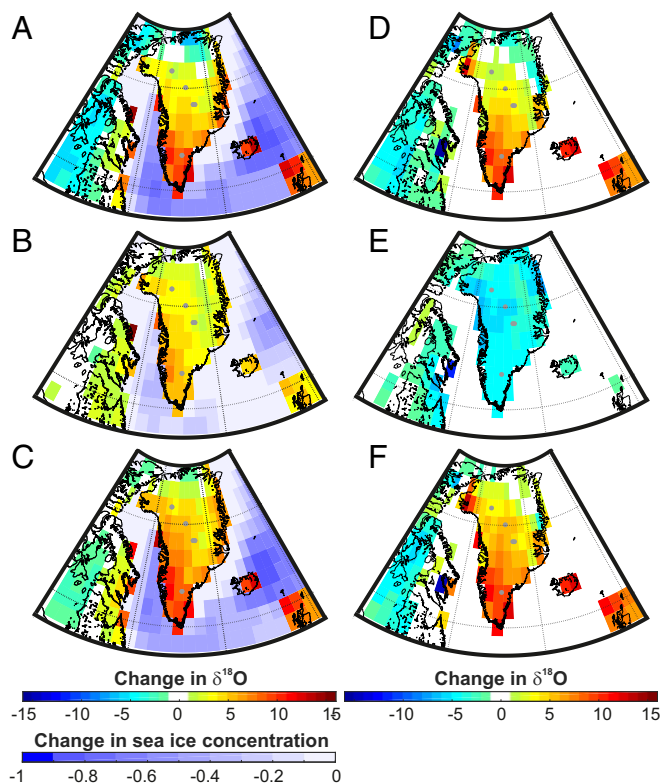 A
D
B
E
C
F
Change in δ¹⁸O
Change in δ¹⁸O
-15 -10 -5 0 5 10 15
-10 -5 0 5 10 15
Change in sea ice concentration
-1 -0.8 -0.6 -0.4 -0.2 0